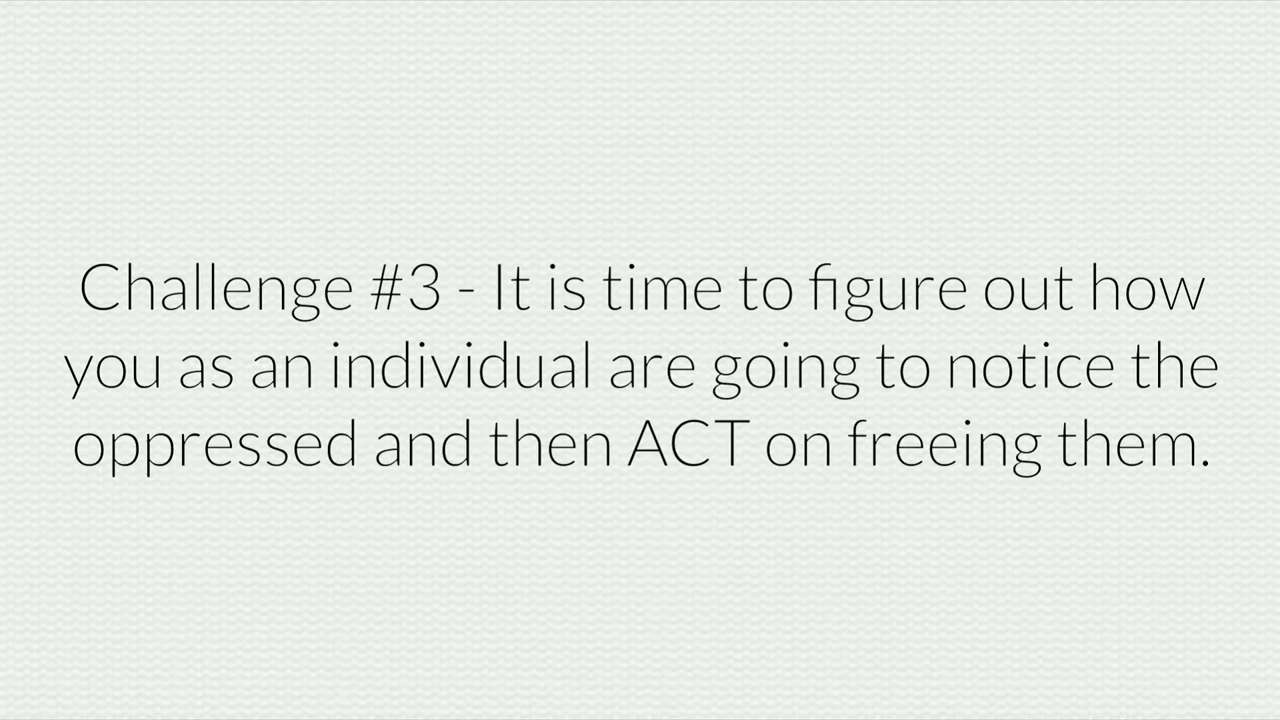 Challenge #3 - It is time to figure out how
you as an individual are going to notice the
oppressed and then ACT on freeing them.